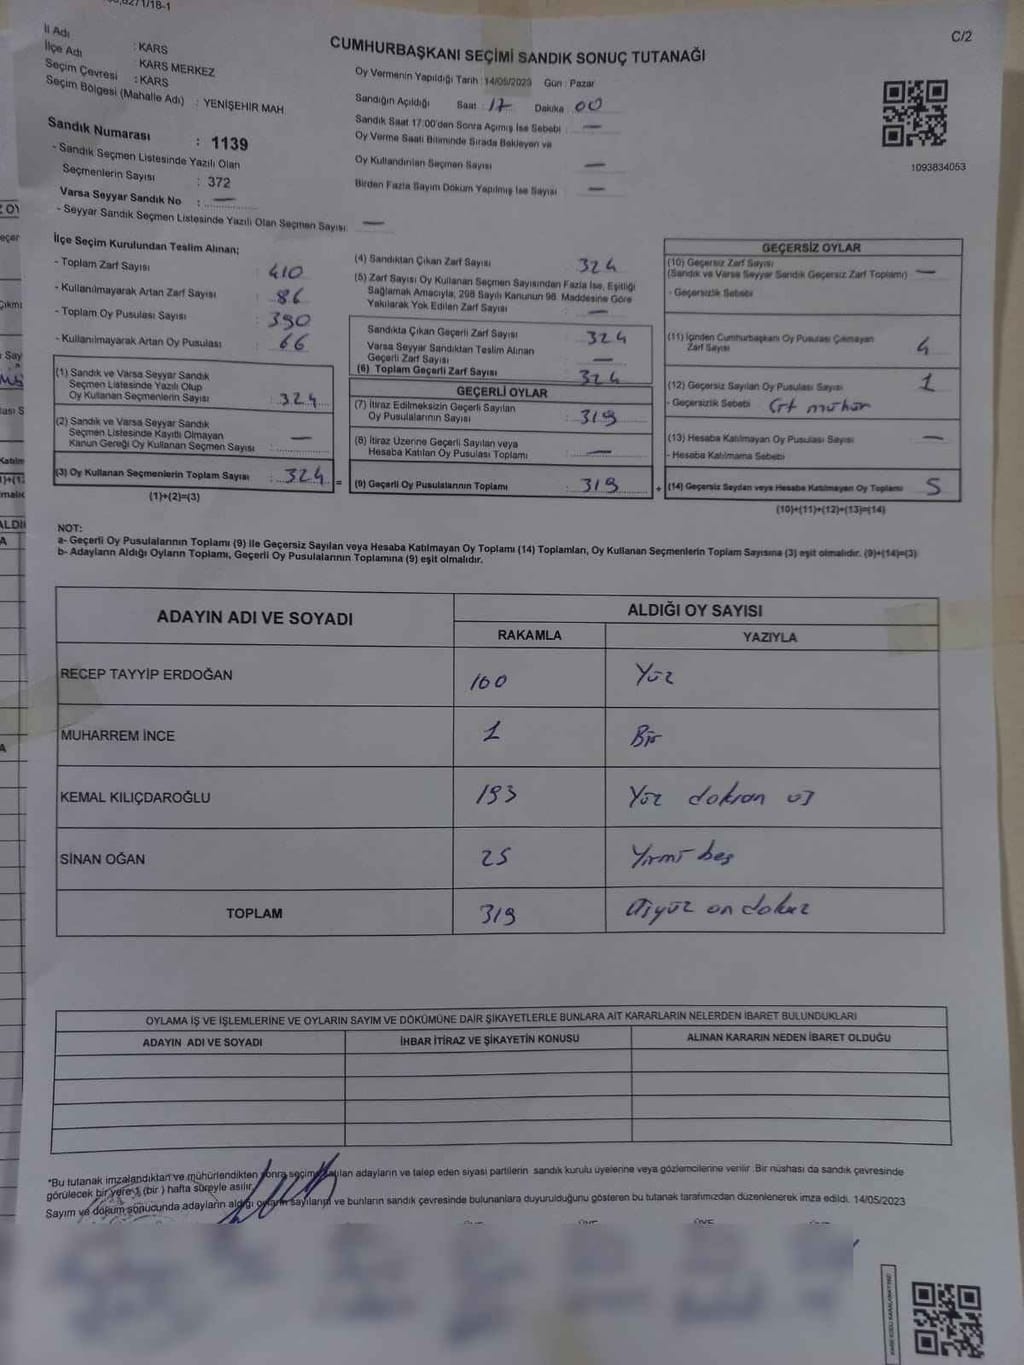 CUMHURBAŞKANI SEÇİMİ SANDIK SONUÇ TUTANAĞI
C/2
İl Adı : KARS
İlçe Adı : KARS MERKEZ
Seçim Çevresi : KARS
Seçim Bölgesi (Mahalle Adı) : YENİŞEHİR MAH
Sandık Numarası : 1139
- Sandık Seçmen Listesinde Yazılı Olan
Seçmenlerin Sayısı : 372
Varsa Seyyar Sandık No : —
- Seyyar Sandık Seçmen Listesinde Yazılı Olan Seçmen Sayısı: —
Oy Vermenin Yapıldığı Tarih : 14/05/2023 Gün : Pazar
Sandığın Açıldığı Saat : 17 Dakika : 00
Sandık Saat 17:00'den Sonra Açılmış İse Sebebi : —
Oy Verme Saati Bitiminde Sırada Bekleyen ve
Oy Kullandırılan Seçmen Sayısı —
Birden Fazla Sayım Döküm Yapılmış İse Sayısı —
1093834053
İlçe Seçim Kurulundan Teslim Alınan;
- Toplam Zarf Sayısı : 410
- Kullanılmayarak Artan Zarf Sayısı : 86
- Toplam Oy Pusulası Sayısı : 390
- Kullanılmayarak Artan Oy Pusulası : 66
(1) Sandık ve Varsa Seyyar Sandık
Seçmen Listesinde Yazılı Olup
Oy Kullanan Seçmenlerin Sayısı : 324
(2) Sandık ve Varsa Seyyar Sandık
Seçmen Listesinde Kayıtlı Olmayan
Kanun Gereği Oy Kullanan Seçmen Sayısı : —
(3) Oy Kullanan Seçmenlerin Toplam Sayısı : 324 =
(1)+(2)=(3)
(4) Sandıktan Çıkan Zarf Sayısı 324
(5) Zarf Sayısı Oy Kullanan Seçmen Sayısından Fazla İse, Eşitliği
Sağlamak Amacıyla, 298 Sayılı Kanunun 98. Maddesine Göre
Yakılarak Yok Edilen Zarf Sayısı : —
Sandıkta Çıkan Geçerli Zarf Sayısı : 324
Varsa Seyyar Sandıktan Teslim Alınan
Geçerli Zarf Sayısı : —
(6) Toplam Geçerli Zarf Sayısı : 324
GEÇERLİ OYLAR
(7) İtiraz Edilmeksizin Geçerli Sayılan
Oy Pusulalarının Sayısı : 319
(8) İtiraz Üzerine Geçerli Sayılan veya
Hesaba Katılan Oy Pusulası Toplamı : —
(9) Geçerli Oy Pusulalarının Toplamı : 319 +
GEÇERSİZ OYLAR
(10) Geçersiz Zarf Sayısı
(Sandık ve Varsa Seyyar Sandık Geçersiz Zarf Toplamı) —
- Geçersizlik Sebebi
(11) İçinden Cumhurbaşkanı Oy Pusulası Çıkmayan
Zarf Sayısı 4
(12) Geçersiz Sayılan Oy Pusulası Sayısı 1
- Geçersizlik Sebebi Çift mühür
(13) Hesaba Katılmayan Oy Pusulası Sayısı —
- Hesaba Katılmama Sebebi
(14) Geçersiz Sayılan veya Hesaba Katılmayan Oy Toplamı 5
(10)+(11)+(12)+(13)=(14)
NOT:
a- Geçerli Oy Pusulalarının Toplamı (9) ile Geçersiz Sayılan veya Hesaba Katılmayan Oy Toplamı (14) Toplamları, Oy Kullanan Seçmenlerin Toplam Sayısına (3) eşit olmalıdır. (9)+(14)=(3)
b- Adayların Aldığı Oyların Toplamı, Geçerli Oy Pusulalarının Toplamına (9) eşit olmalıdır.
ADAYIN ADI VE SOYADI ALDIĞI OY SAYISI
RAKAMLA YAZIYLA
RECEP TAYYİP ERDOĞAN 100 Yüz
MUHARREM İNCE 1 Bir
KEMAL KILIÇDAROĞLU 193 Yüz doksan üç
SİNAN OĞAN 25 Yirmi beş
TOPLAM 319 Üçyüz on dokuz
OYLAMA İŞ VE İŞLEMLERİNE VE OYLARIN SAYIM VE DÖKÜMÜNE DAİR ŞİKAYETLERLE BUNLARA AİT KARARLARIN NELERDEN İBARET BULUNDUKLARI
ADAYIN ADI VE SOYADI İHBAR İTİRAZ VE ŞİKAYETİN KONUSU ALINAN KARARIN NEDEN İBARET OLDUĞU
*Bu tutanak imzalandıktan ve mühürlendikten sonra seçime katılan adayların ve talep eden siyasi partilerin sandık kurulu üyelerine veya gözlemcilerine verilir. Bir nüshası da sandık çevresinde
görülecek bir yere 1 (bir ) hafta süreyle asılır.
Sayım ve döküm sonucunda adayların aldığı oyların sayılarını ve bunların sandık çevresinde bulunanlara duyurulduğunu gösteren bu tutanak tarafımızdan düzenlenerek imza edildi. 14/05/2023